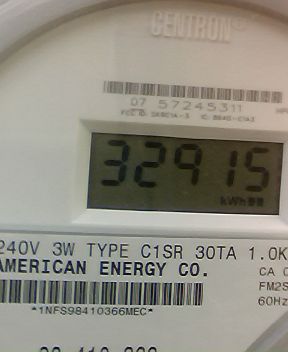 CENTRON
07 57245311
32915
kWh
240V 3W TYPE C1SR 30TA 1.0K
AMERICAN ENERGY CO.
CA
FM2S
60Hz
*1NFS98410366MEC*